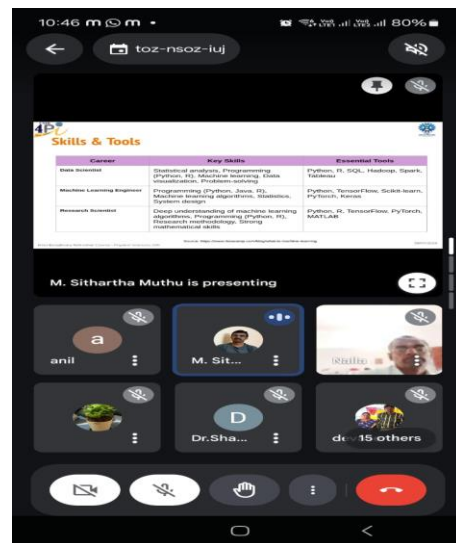 10:46 m m •
80%
toz-nsoz-iuj
4Pi
Skills & Tools
Career Key Skills Essential Tools
Data Scientist Statistical analysis, Programming (Python, R), Machine learning, Data visualization, Problem-solving Python, R, SQL, Hadoop, Spark, Tableau
Machine Learning Engineer Programming (Python, Java, R), Machine learning algorithms, Statistics, System design Python, TensorFlow, Scikit-learn, PyTorch, Keras
Research Scientist Deep understanding of machine learning algorithms, Programming (Python, R), Research methodology, Strong mathematical skills Python, R, TensorFlow, PyTorch, MATLAB
M. Sithartha Muthu is presenting
a
anil
M. Sit...
D
Dr.Sha...
15 others